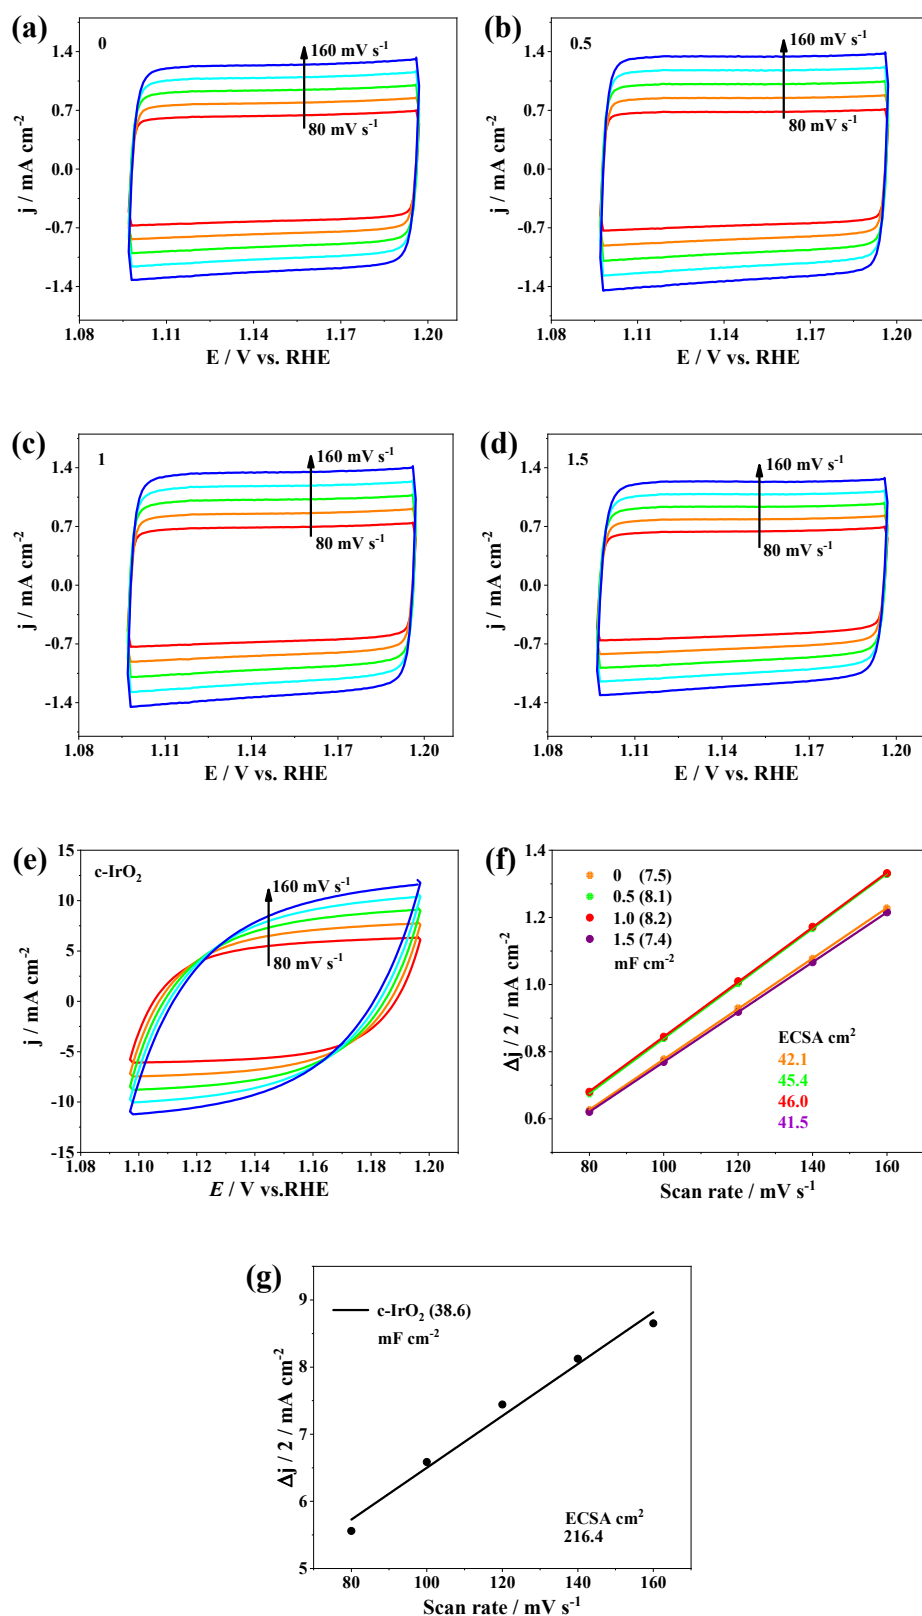 (a)
0
160 mV s⁻¹
80 mV s⁻¹
1.4
0.7
0.0
-0.7
-1.4
j / mA cm⁻²
1.08 1.11 1.14 1.17 1.20
E / V vs. RHE
(b)
0.5
160 mV s⁻¹
80 mV s⁻¹
1.4
0.7
0.0
-0.7
-1.4
j / mA cm⁻²
1.08 1.11 1.14 1.17 1.20
E / V vs. RHE
(c)
1
160 mV s⁻¹
80 mV s⁻¹
1.4
0.7
0.0
-0.7
-1.4
j / mA cm⁻²
1.08 1.11 1.14 1.17 1.20
E / V vs. RHE
(d)
1.5
160 mV s⁻¹
80 mV s⁻¹
1.4
0.7
0.0
-0.7
-1.4
j / mA cm⁻²
1.08 1.11 1.14 1.17 1.20
E / V vs. RHE
(e)
c-IrO₂
160 mV s⁻¹
80 mV s⁻¹
15
10
5
0
-5
-10
-15
j / mA cm⁻²
1.08 1.10 1.12 1.14 1.16 1.18 1.20
E / V vs.RHE
(f)
0 (7.5)
0.5 (8.1)
1.0 (8.2)
1.5 (7.4)
mF cm⁻²
ECSA cm²
42.1
45.4
46.0
41.5
1.4
1.2
1.0
0.8
0.6
Δj / 2 / mA cm⁻²
80 100 120 140 160
Scan rate / mV s⁻¹
(g)
c-IrO₂ (38.6)
mF cm⁻²
ECSA cm²
216.4
9
8
7
6
5
Δj / 2 / mA cm⁻²
80 100 120 140 160
Scan rate / mV s⁻¹